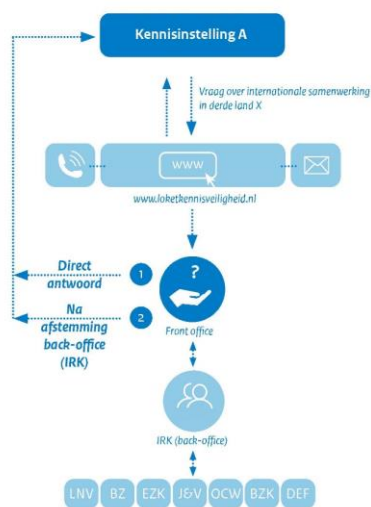 Kennisinstelling A
Vraag over internationale samenwerking
in derde land X
www
www.loketkennisveiligheid.nl
Direct
antwoord
1
?
Na
afstemming
back-office
(IRK)
2
Front office
IRK (back-office)
LNV BZ EZK J&V OCW BZK DEF